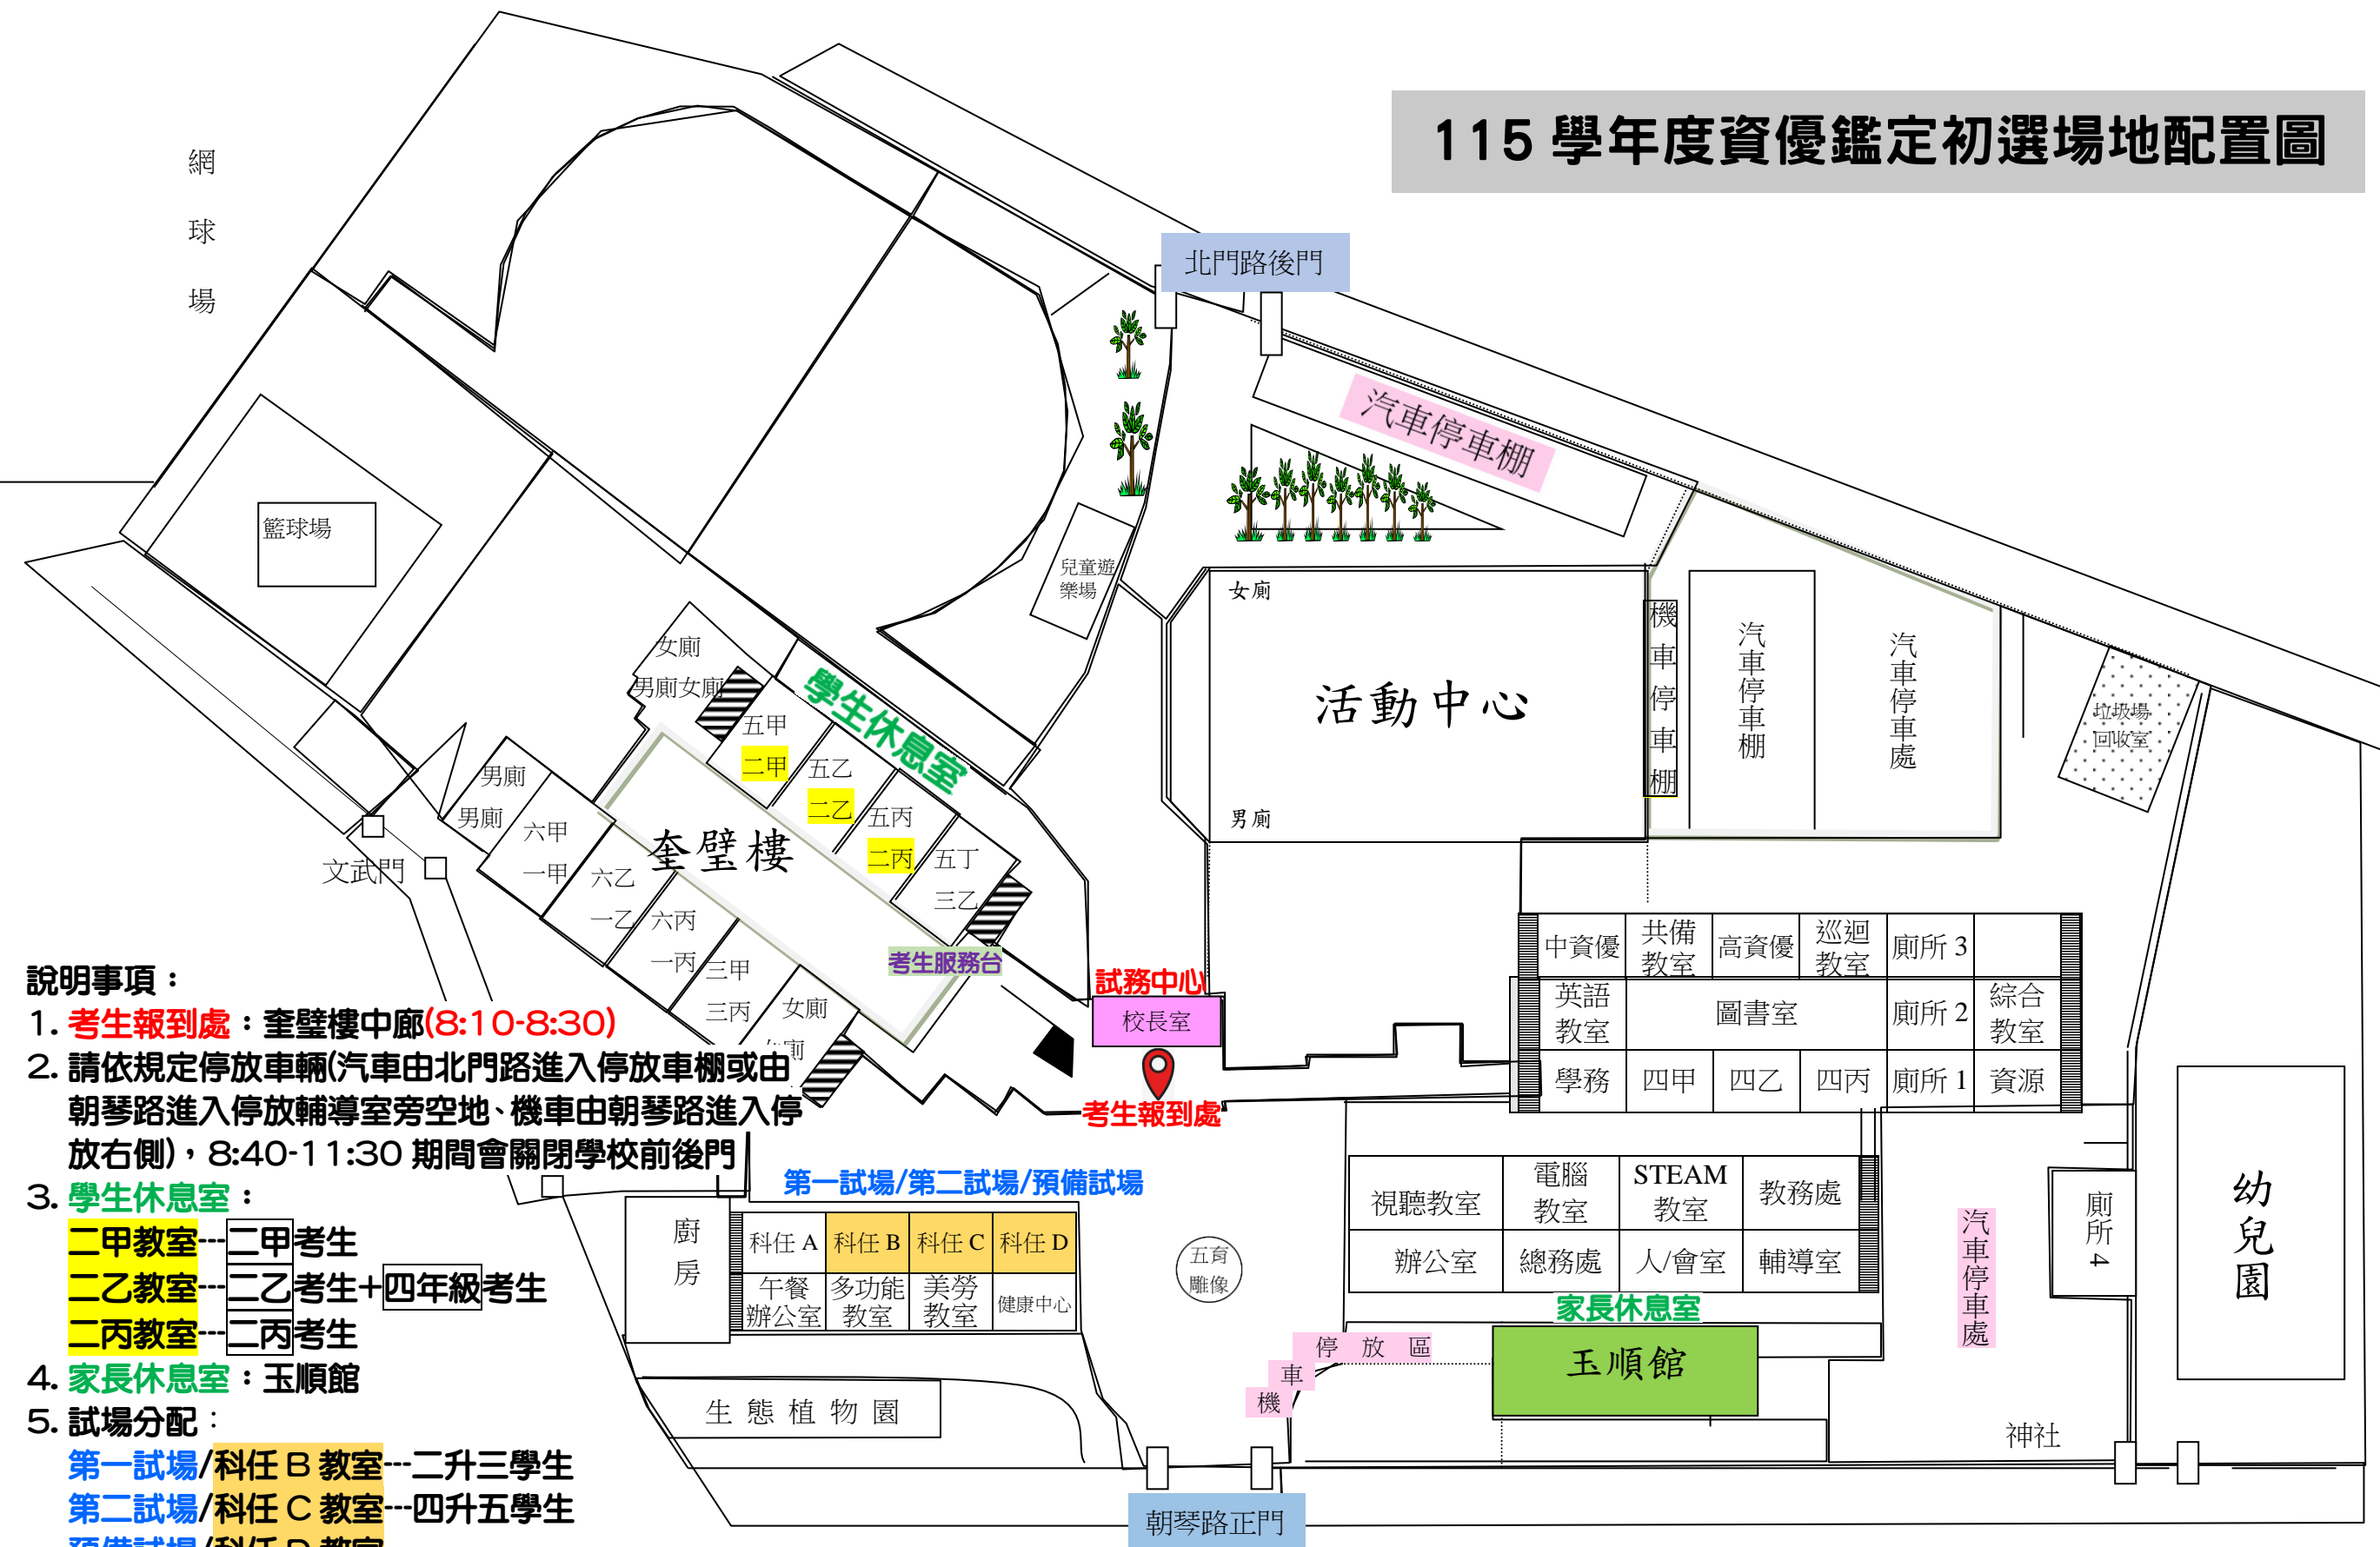 115 學年度資優鑑定初選場地配置圖
網球場
北門路後門
汽車停車棚
籃球場
兒童遊
樂場
女廁
活動中心
男廁
機車停車棚
汽車停車棚
汽車停車處
垃圾場
回收室
女廁
男廁女廁
學生休息室
五甲
二甲
五乙
二乙
五丙
二丙
五丁
三乙
奎壁樓
男廁
男廁
六甲
一甲
六乙
一乙
六丙
一丙
三甲
三丙
女廁
文武門
考生服務台
試務中心
校長室
考生報到處
中資優
共備
教室
高資優
巡迴
教室
廁所 3
英語
教室
圖書室
廁所 2
綜合
教室
學務
四甲
四乙
四丙
廁所 1
資源
視聽教室
電腦
教室
STEAM
教室
教務處
辦公室
總務處
人/會室
輔導室
家長休息室
玉順館
汽車停車處
廁所 4
幼兒園
神社
停 放 區
車
機
五育
雕像
第一試場/第二試場/預備試場
廚房
科任 A
科任 B
科任 C
科任 D
午餐
辦公室
多功能
教室
美勞
教室
健康中心
生 態 植 物 園
朝琴路正門
說明事項：
1. 考生報到處：奎璧樓中廊(8:10-8:30)
2. 請依規定停放車輛(汽車由北門路進入停放車棚或由
朝琴路進入停放輔導室旁空地、機車由朝琴路進入停
放右側)，8:40-11:30 期間會關閉學校前後門
3. 學生休息室：
二甲教室---二甲考生
二乙教室---二乙考生+四年級考生
二丙教室---二丙考生
4. 家長休息室：玉順館
5. 試場分配：
第一試場/科任 B 教室---二升三學生
第二試場/科任 C 教室---四升五學生
預備試場/科任 D 教室